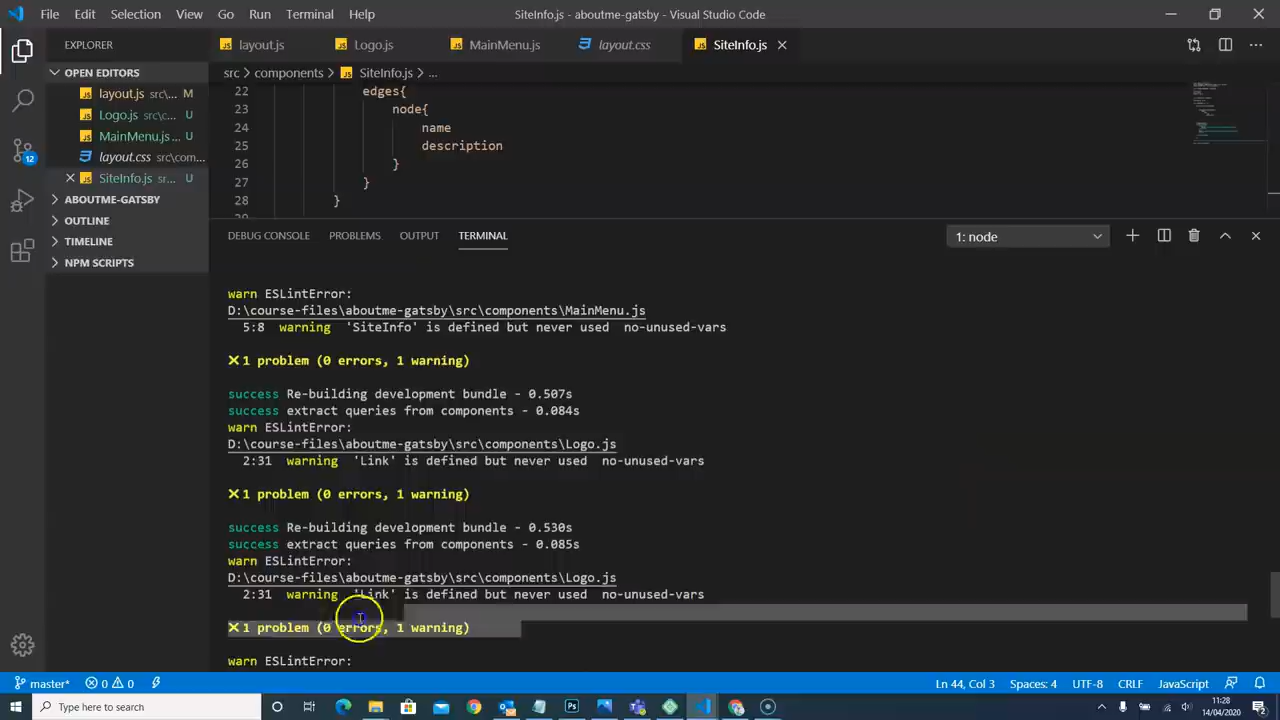 File Edit Selection View Go Run Terminal Help SiteInfo.js - aboutme-gatsby - Visual Studio Code
EXPLORER
layout.js Logo.js MainMenu.js layout.css SiteInfo.js
OPEN EDITORS
src > components > SiteInfo.js > ...
layout.js src\... M
Logo.js src\c... U
MainMenu.js ... U
layout.css src\com...
SiteInfo.js sr... U
ABOUTME-GATSBY
OUTLINE
TIMELINE
NPM SCRIPTS
12
22 edges{
23 node{
24 name
25 description
26 }
27 }
28 }
DEBUG CONSOLE PROBLEMS OUTPUT TERMINAL 1: node
warn ESLintError:
D:\course-files\aboutme-gatsby\src\components\MainMenu.js
5:8 warning 'SiteInfo' is defined but never used no-unused-vars
✕ 1 problem (0 errors, 1 warning)
success Re-building development bundle - 0.507s
success extract queries from components - 0.084s
warn ESLintError:
D:\course-files\aboutme-gatsby\src\components\Logo.js
2:31 warning 'Link' is defined but never used no-unused-vars
✕ 1 problem (0 errors, 1 warning)
success Re-building development bundle - 0.530s
success extract queries from components - 0.085s
warn ESLintError:
D:\course-files\aboutme-gatsby\src\components\Logo.js
2:31 warning 'Link' is defined but never used no-unused-vars
✕ 1 problem (0 errors, 1 warning)
warn ESLintError:
master* 0 0 Ln 44, Col 3 Spaces: 4 UTF-8 CRLF JavaScript
Type here to search
11:28
14/04/2020